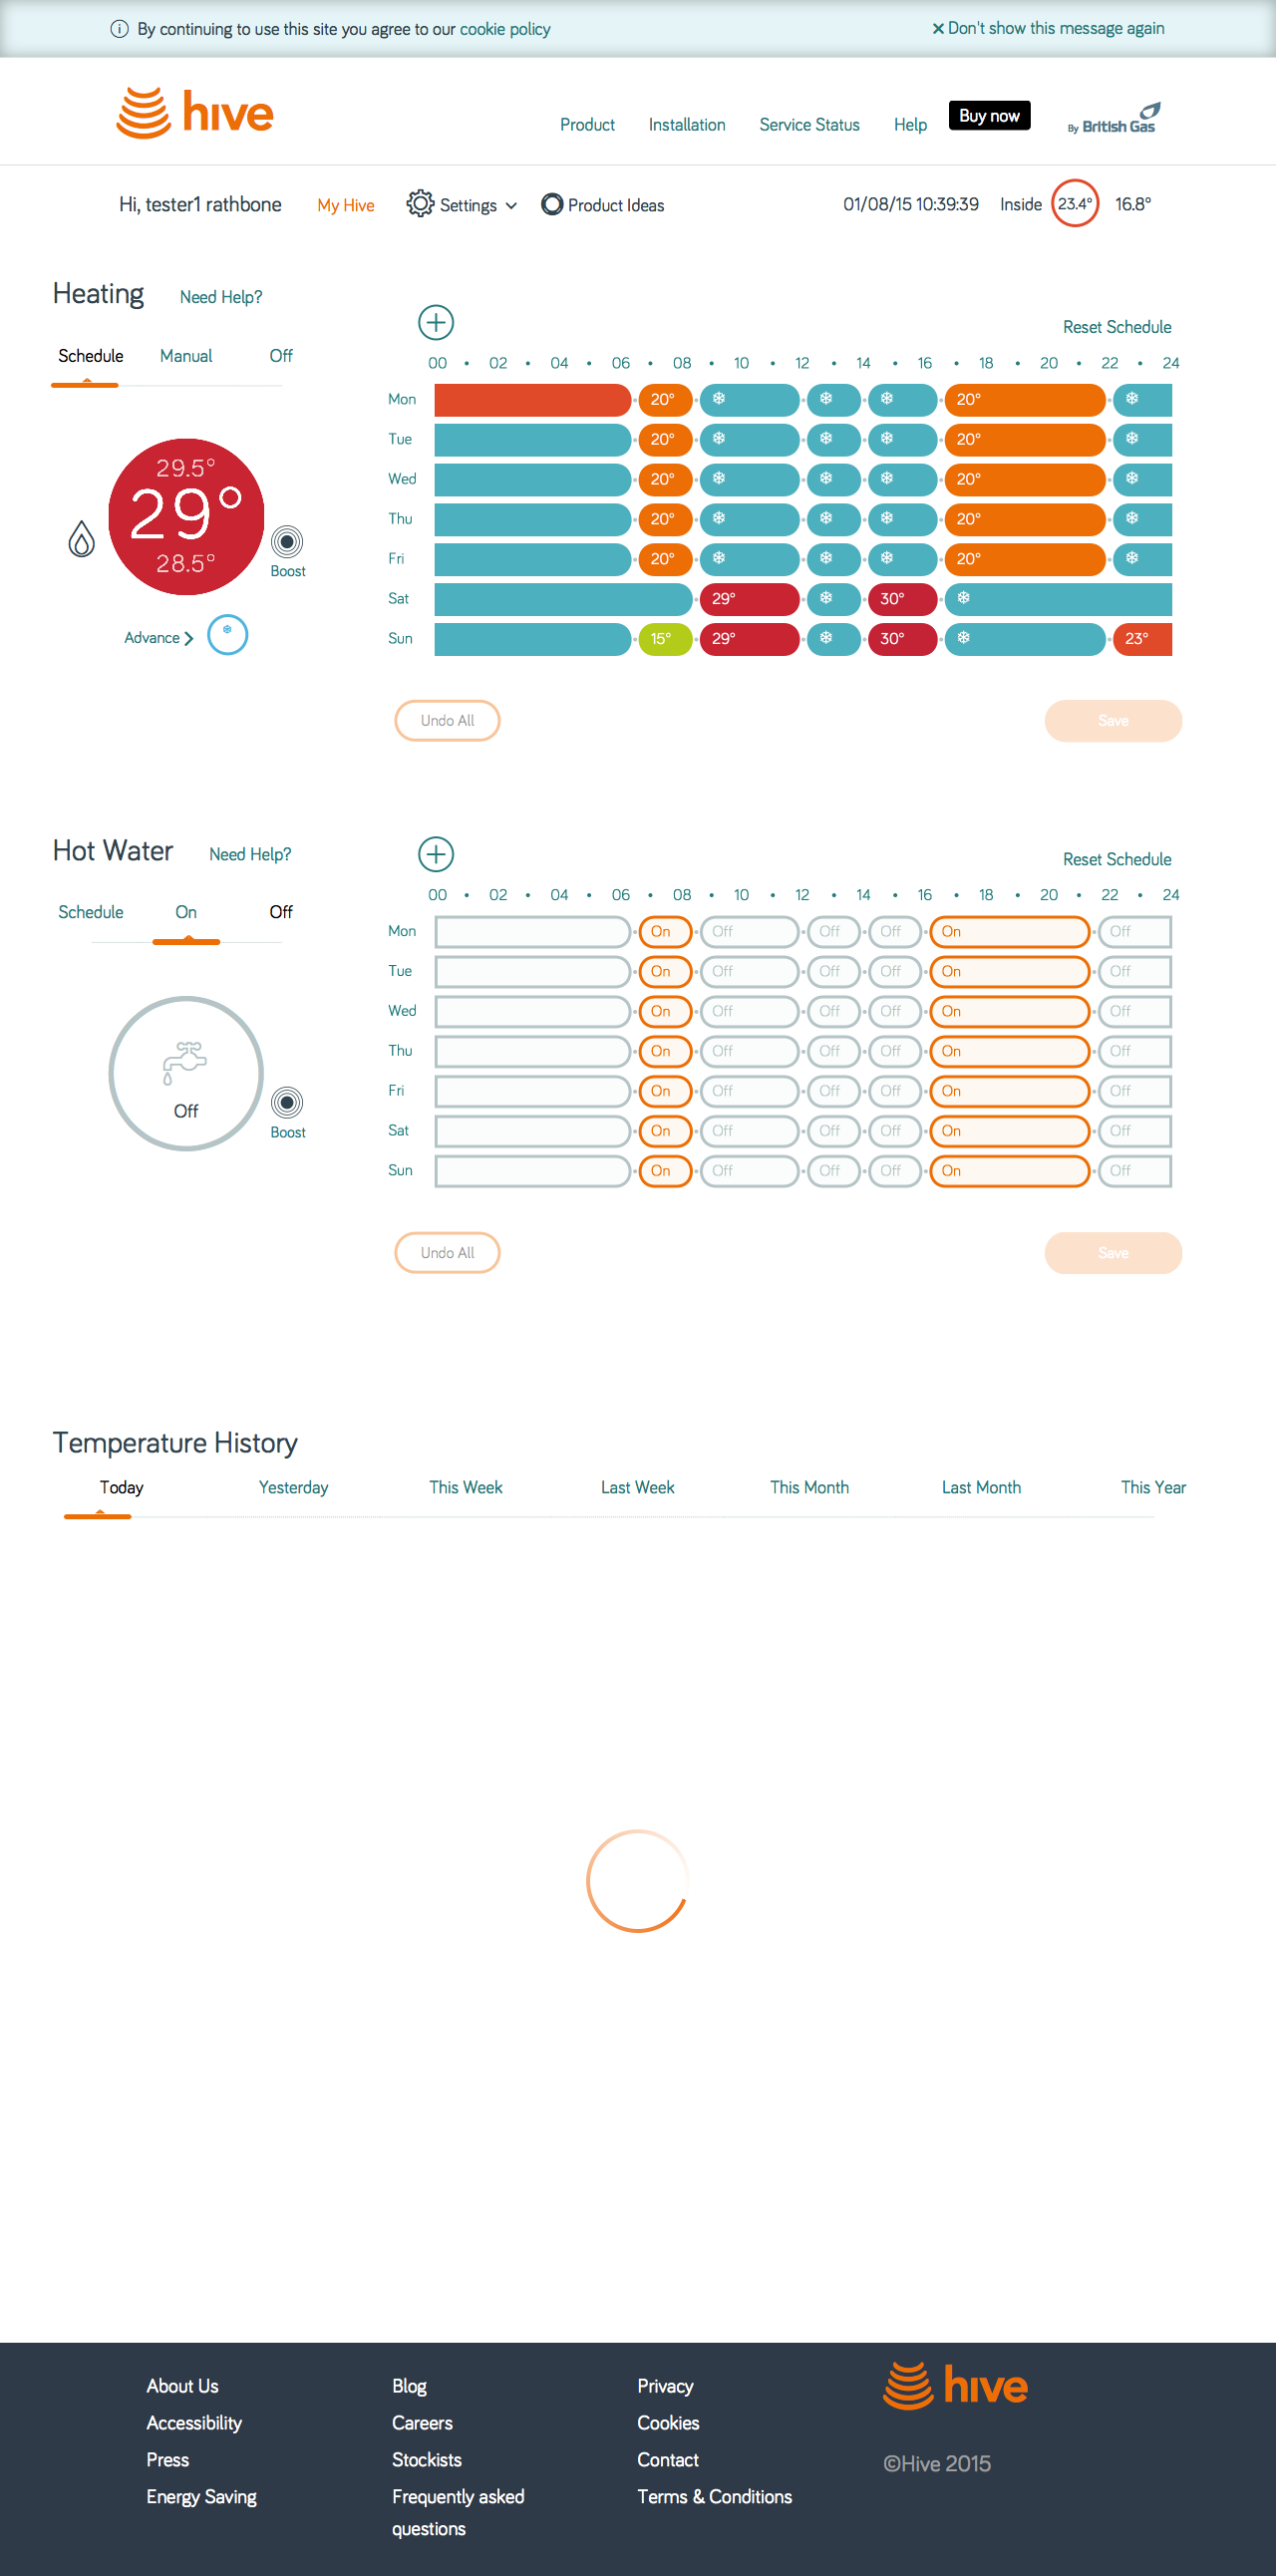 By continuing to use this site you agree to our cookie policy
Don't show this message again
hive
Product Installation Service Status Help Buy now By British Gas
Hi, tester1 rathbone My Hive Settings Product Ideas 01/08/15 10:39:39 Inside 23.4° 16.8°
Heating Need Help?
Reset Schedule
Schedule Manual Off
00 • 02 • 04 • 06 • 08 • 10 • 12 • 14 • 16 • 18 • 20 • 22 • 24
Mon 20° 20°
Tue 20° 20°
Wed 20° 20°
Thu 20° 20°
Fri 20° 20°
Sat 29° 30°
Sun 15° 29° 30° 23°
29.5°
29°
28.5°
Boost
Advance
Undo All Save
Hot Water Need Help?
Reset Schedule
Schedule On Off
00 • 02 • 04 • 06 • 08 • 10 • 12 • 14 • 16 • 18 • 20 • 22 • 24
Mon On Off Off Off On Off
Tue On Off Off Off On Off
Wed On Off Off Off On Off
Thu On Off Off Off On Off
Fri On Off Off Off On Off
Sat On Off Off Off On Off
Sun On Off Off Off On Off
Off
Boost
Undo All Save
Temperature History
Today Yesterday This Week Last Week This Month Last Month This Year
About Us
Accessibility
Press
Energy Saving
Blog
Careers
Stockists
Frequently asked
questions
Privacy
Cookies
Contact
Terms & Conditions
hive
©Hive 2015